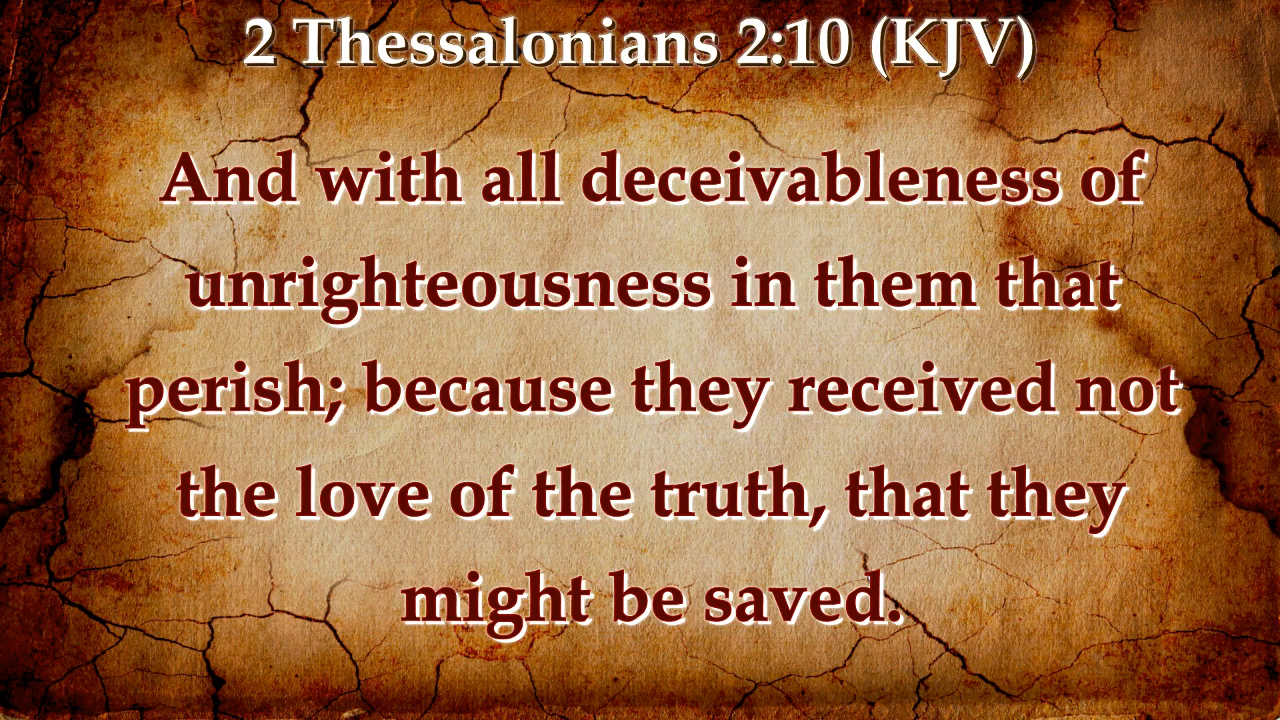 2 Thessalonians 2:10 (KJV)
And with all deceivableness of
unrighteousness in them that
perish; because they received not
the love of the truth, that they
might be saved.